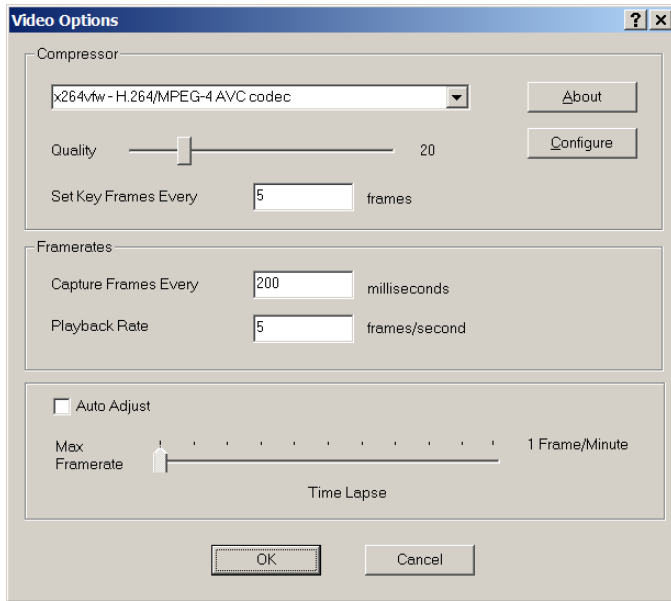 Video Options
Compressor
x264vfw - H.264/MPEG-4 AVC codec
About
Quality 20
Configure
Set Key Frames Every 5 frames
Framerates
Capture Frames Every 200 milliseconds
Playback Rate 5 frames/second
Auto Adjust
Max Framerate 1 Frame/Minute
Time Lapse
OK Cancel